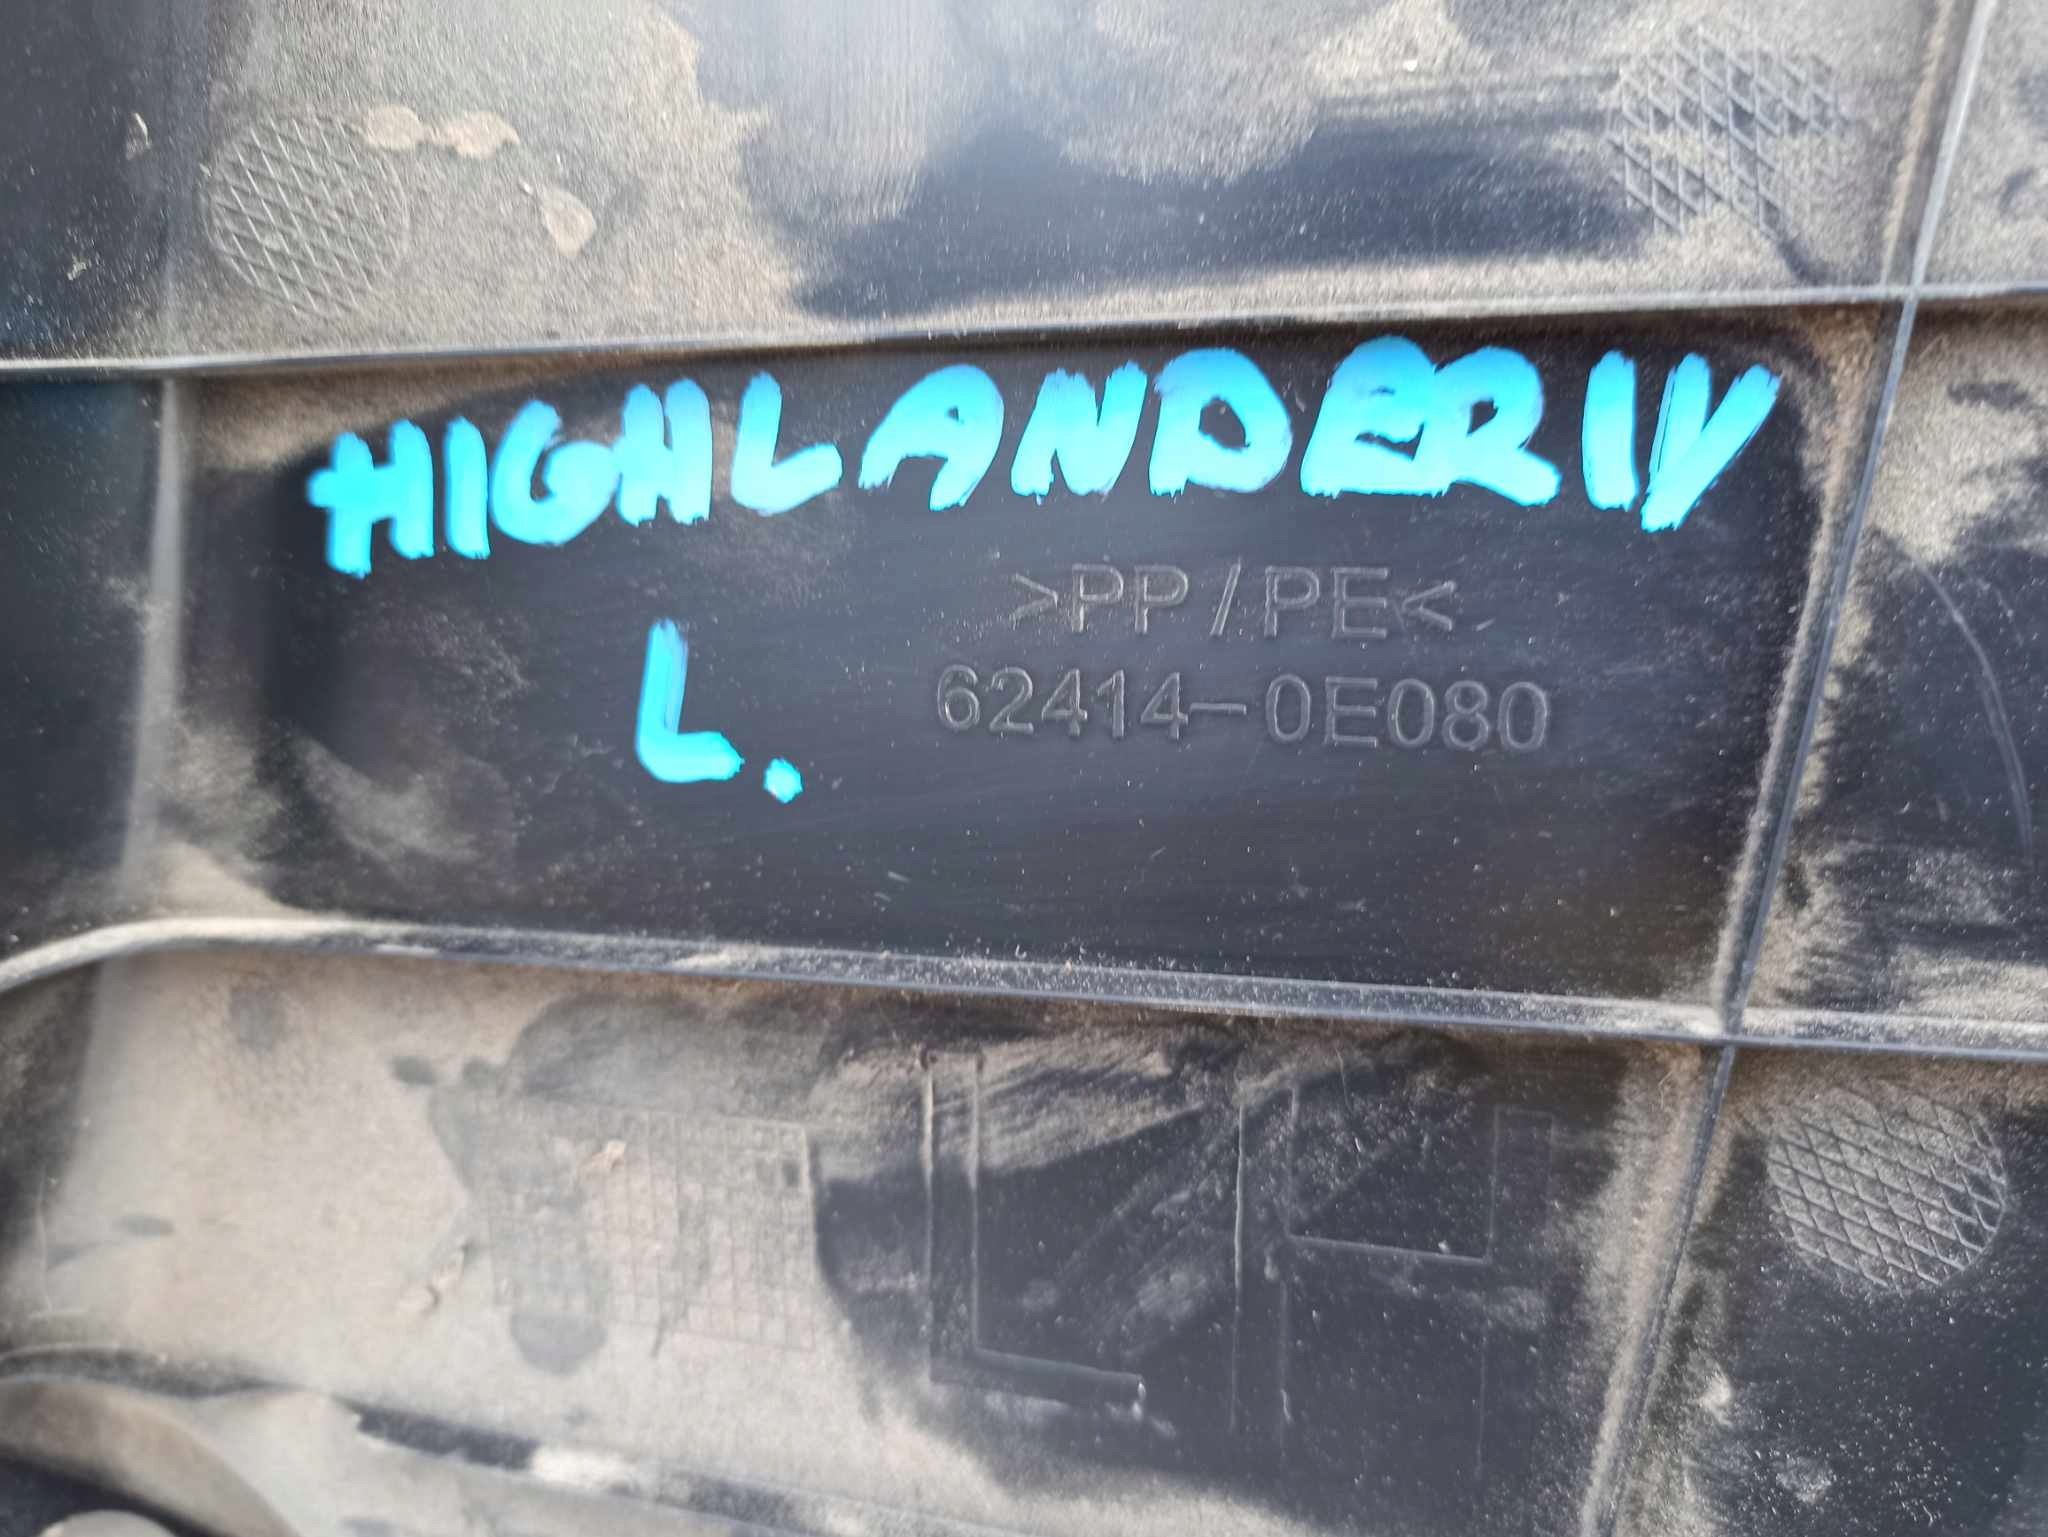 HIGHLANDER IV
>PP/PE<
62414-0E080
L.